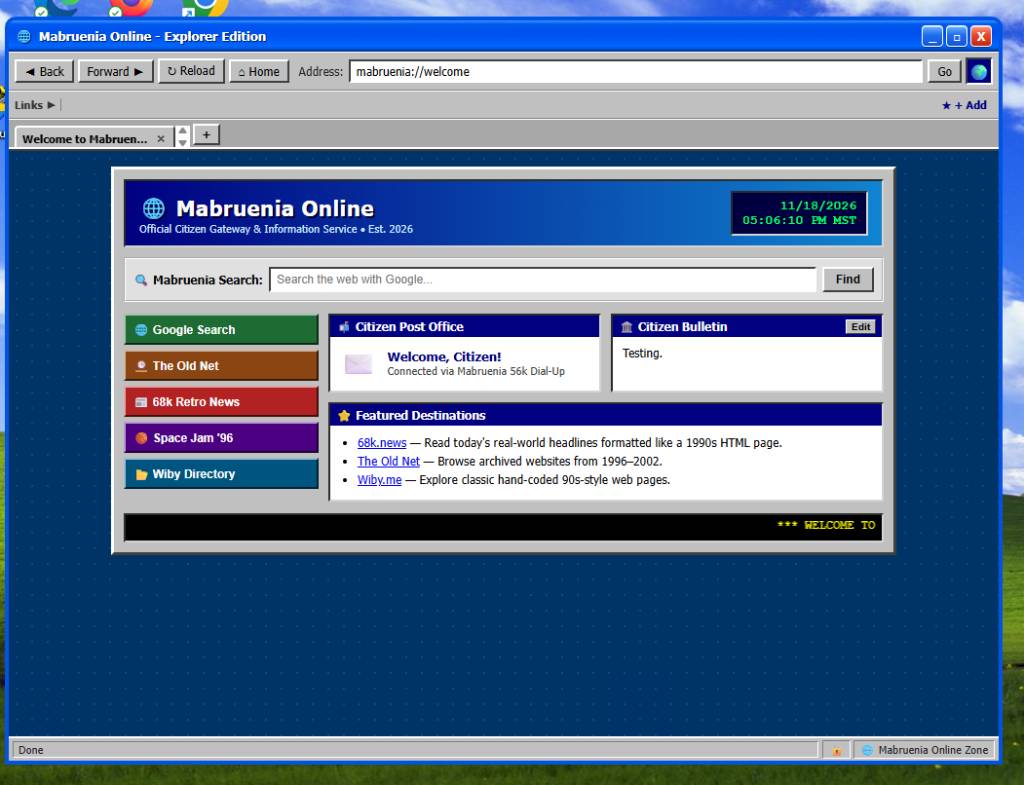 Mabruenia Online - Explorer Edition
◄ Back Forward ► ↻ Reload ⌂ Home Address: mabruenia://welcome Go
Links ► ★ + Add
Welcome to Mabruen... × +
Mabruenia Online
Official Citizen Gateway & Information Service • Est. 2026
11/18/2026
05:06:10 PM MST
Mabruenia Search: Search the web with Google... Find
Google Search
The Old Net
68k Retro News
Space Jam '96
Wiby Directory
Citizen Post Office
Welcome, Citizen!
Connected via Mabruenia 56k Dial-Up
Citizen Bulletin Edit
Testing.
Featured Destinations
• 68k.news — Read today's real-world headlines formatted like a 1990s HTML page.
• The Old Net — Browse archived websites from 1996–2002.
• Wiby.me — Explore classic hand-coded 90s-style web pages.
*** WELCOME TO
Done Mabruenia Online Zone